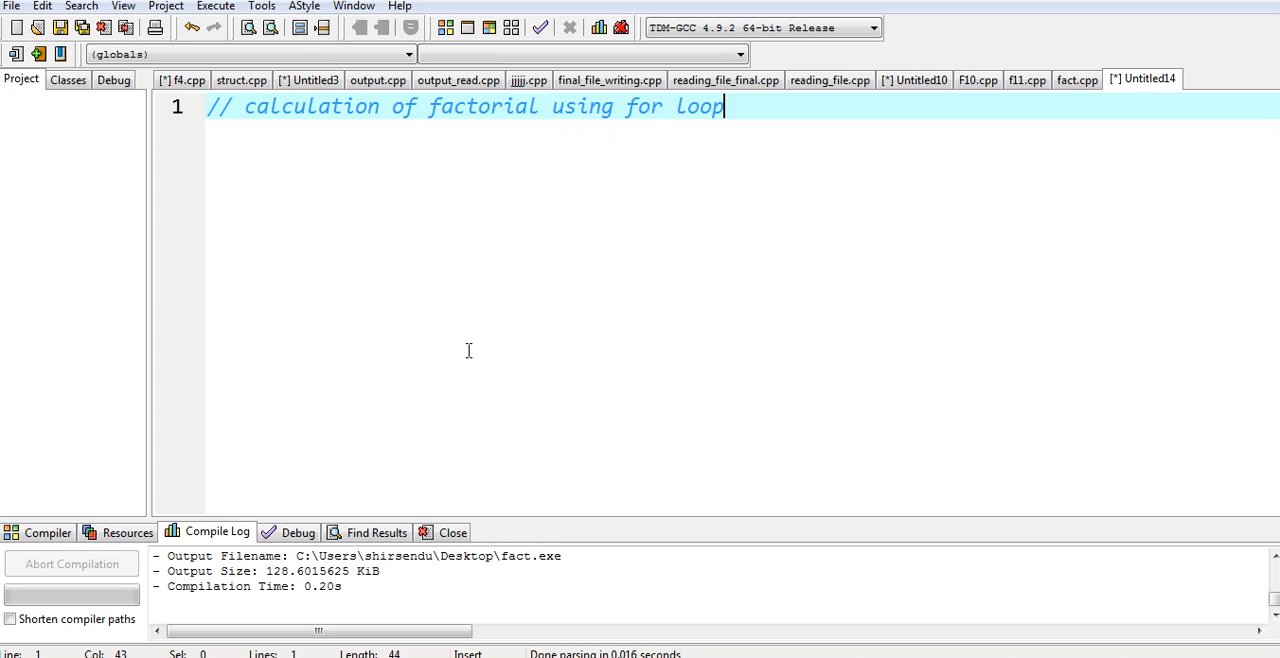 File Edit Search View Project Execute Tools AStyle Window Help
TDM-GCC 4.9.2 64-bit Release
(globals)
Project Classes Debug [*] f4.cpp struct.cpp [*] Untitled3 output.cpp output_read.cpp jjjjj.cpp final_file_writing.cpp reading_file_final.cpp reading_file.cpp [*] Untitled10 F10.cpp f11.cpp fact.cpp [*] Untitled14
1 // calculation of factorial using for loop
Compiler Resources Compile Log Debug Find Results Close
Abort Compilation
Shorten compiler paths
- Output Filename: C:\Users\shirsendu\Desktop\fact.exe
- Output Size: 128.6015625 KiB
- Compilation Time: 0.20s
Line: 1 Col: 43 Sel: 0 Lines: 1 Length: 44 Insert Done parsing in 0.016 seconds